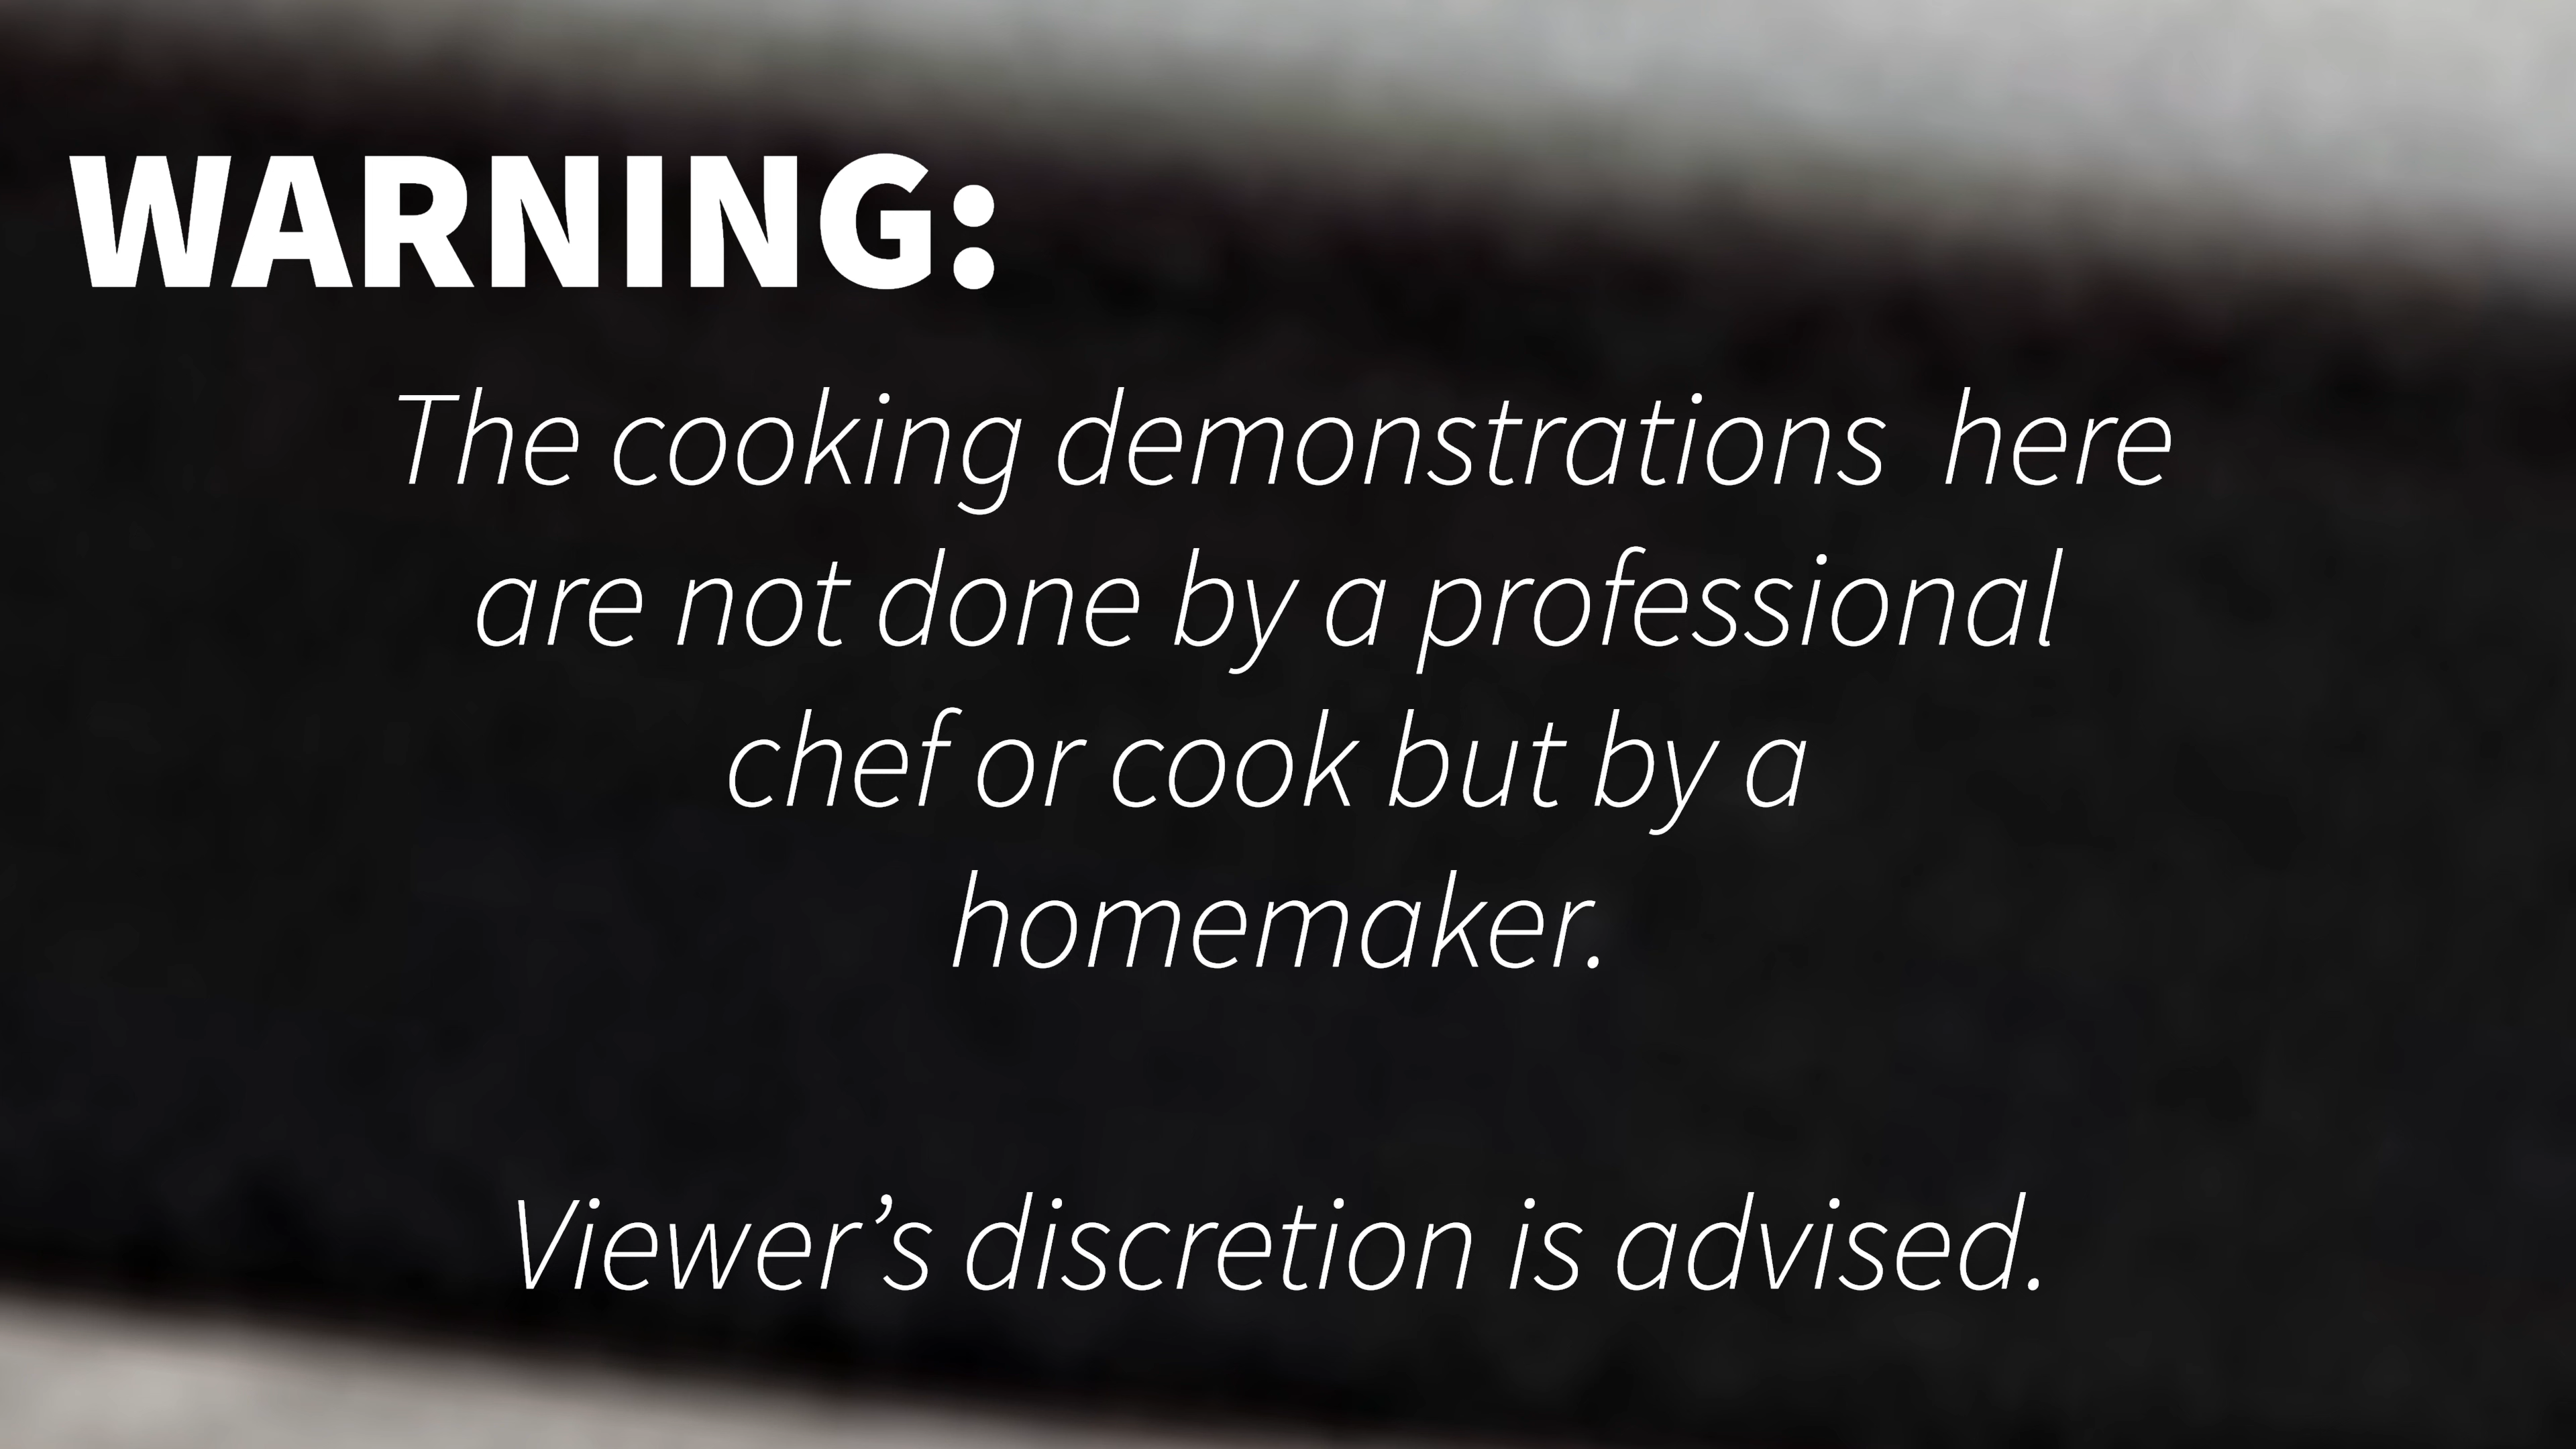 WARNING:
The cooking demonstrations  here
are not done by a professional
chef or cook but by a
homemaker.
Viewer’s discretion is advised.